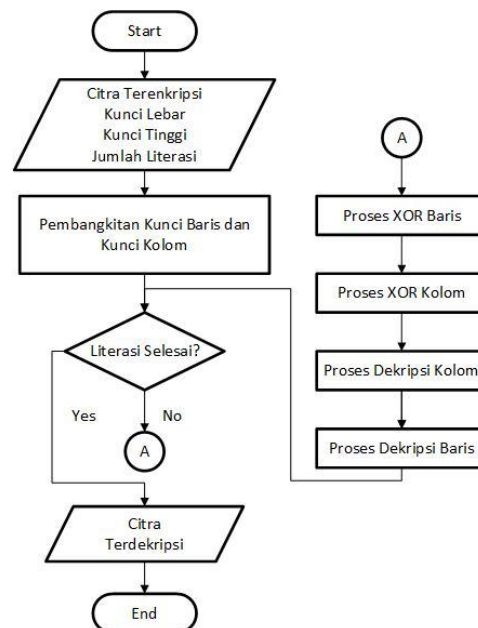 Start
Citra Terenkripsi
Kunci Lebar
Kunci Tinggi
Jumlah Literasi
Pembangkitan Kunci Baris dan
Kunci Kolom
Literasi Selesai?
Yes
No
A
Citra
Terdekripsi
End
A
Proses XOR Baris
Proses XOR Kolom
Proses Dekripsi Kolom
Proses Dekripsi Baris